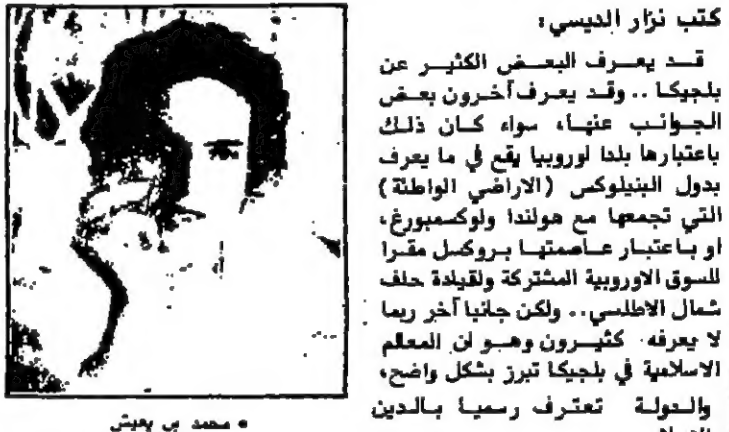 كتب نزار الديسي:
قد يعرف البعض الكثير عن
بلجيكا .. وقد يعرف آخرون بعض
الجوانب عنها، سواء كان ذلك
باعتبارها بلدا اوروبيا يقع في ما يعرف
بدول البنيلوكس (الاراضي الواطئة)
التي تجمعها مع هولندا ولوكسمبورغ،
او باعتبار عاصمتها بروكسل مقرا
للسوق الاوروبية المشتركة ولقيادة حلف
شمال الاطلسي.. ولكن جانبا آخر ربما
لا يعرفه كثيرون وهو ان المعالم
الاسلامية في بلجيكا تبرز بشكل واضح،
والدولة تعترف رسميا بالدين
• محمد بن يعيش